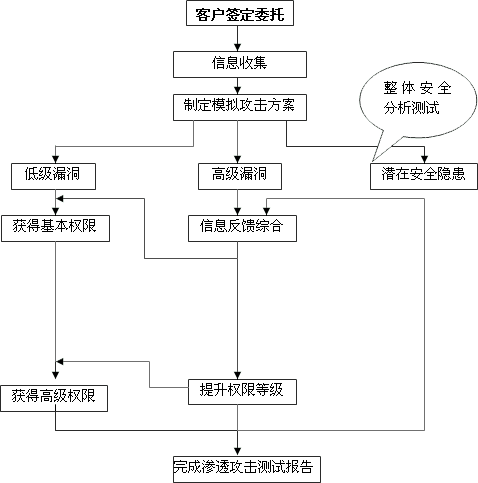 客户签定委托
信息收集
制定模拟攻击方案
整体安全
分析测试
低级漏洞
高级漏洞
潜在安全隐患
获得基本权限
信息反馈综合
获得高级权限
提升权限等级
完成渗透攻击测试报告